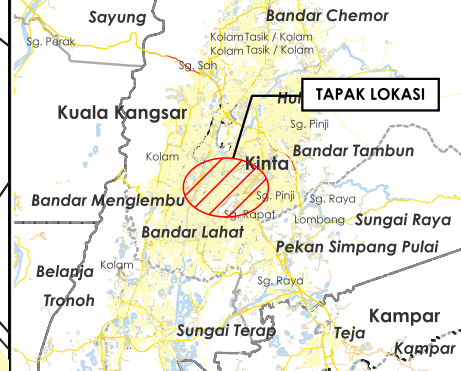 Sayung
Bandar Chemor
Sg. Perak
Kolam Tasik / Kolam
Kolam Tasik / Kolam
Sg. Sah
TAPAK LOKASI
Kuala Kangsar
Sg. Pinji
Kolam
Kinta
Bandar Tambun
Bandar Menglembu
Sg. Pinji
Sg. Raya
Sg. Rapat
Lombong
Sungai Raya
Bandar Lahat
Pekan Simpang Pulai
Belanja
Kolam
Sg. Raya
Tronoh
Kampar
Sungai Terap
Teja
Kampar